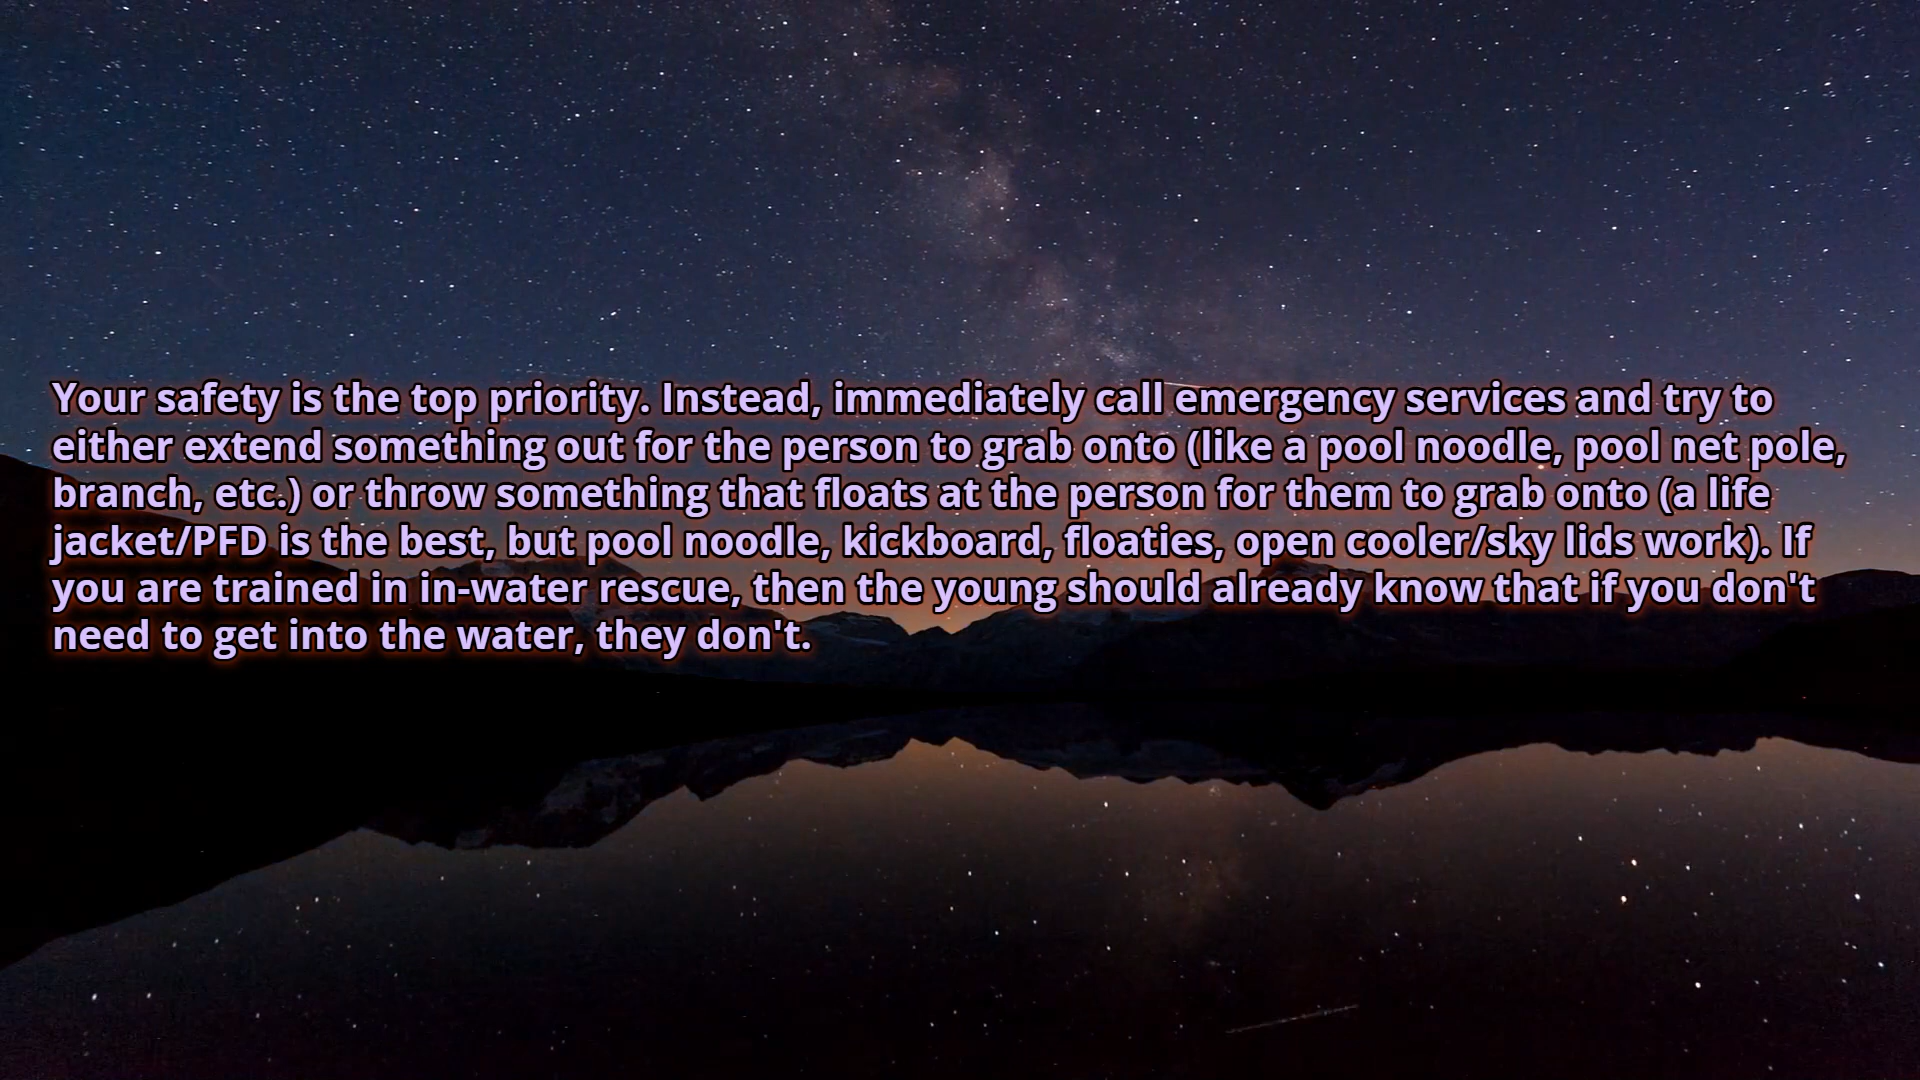 Your safety is the top priority. Instead, immediately call emergency services and try to
either extend something out for the person to grab onto (like a pool noodle, pool net pole,
branch, etc.) or throw something that floats at the person for them to grab onto (a life
jacket/PFD is the best, but pool noodle, kickboard, floaties, open cooler/sky lids work). If
you are trained in in-water rescue, then the young should already know that if you don't
need to get into the water, they don't.